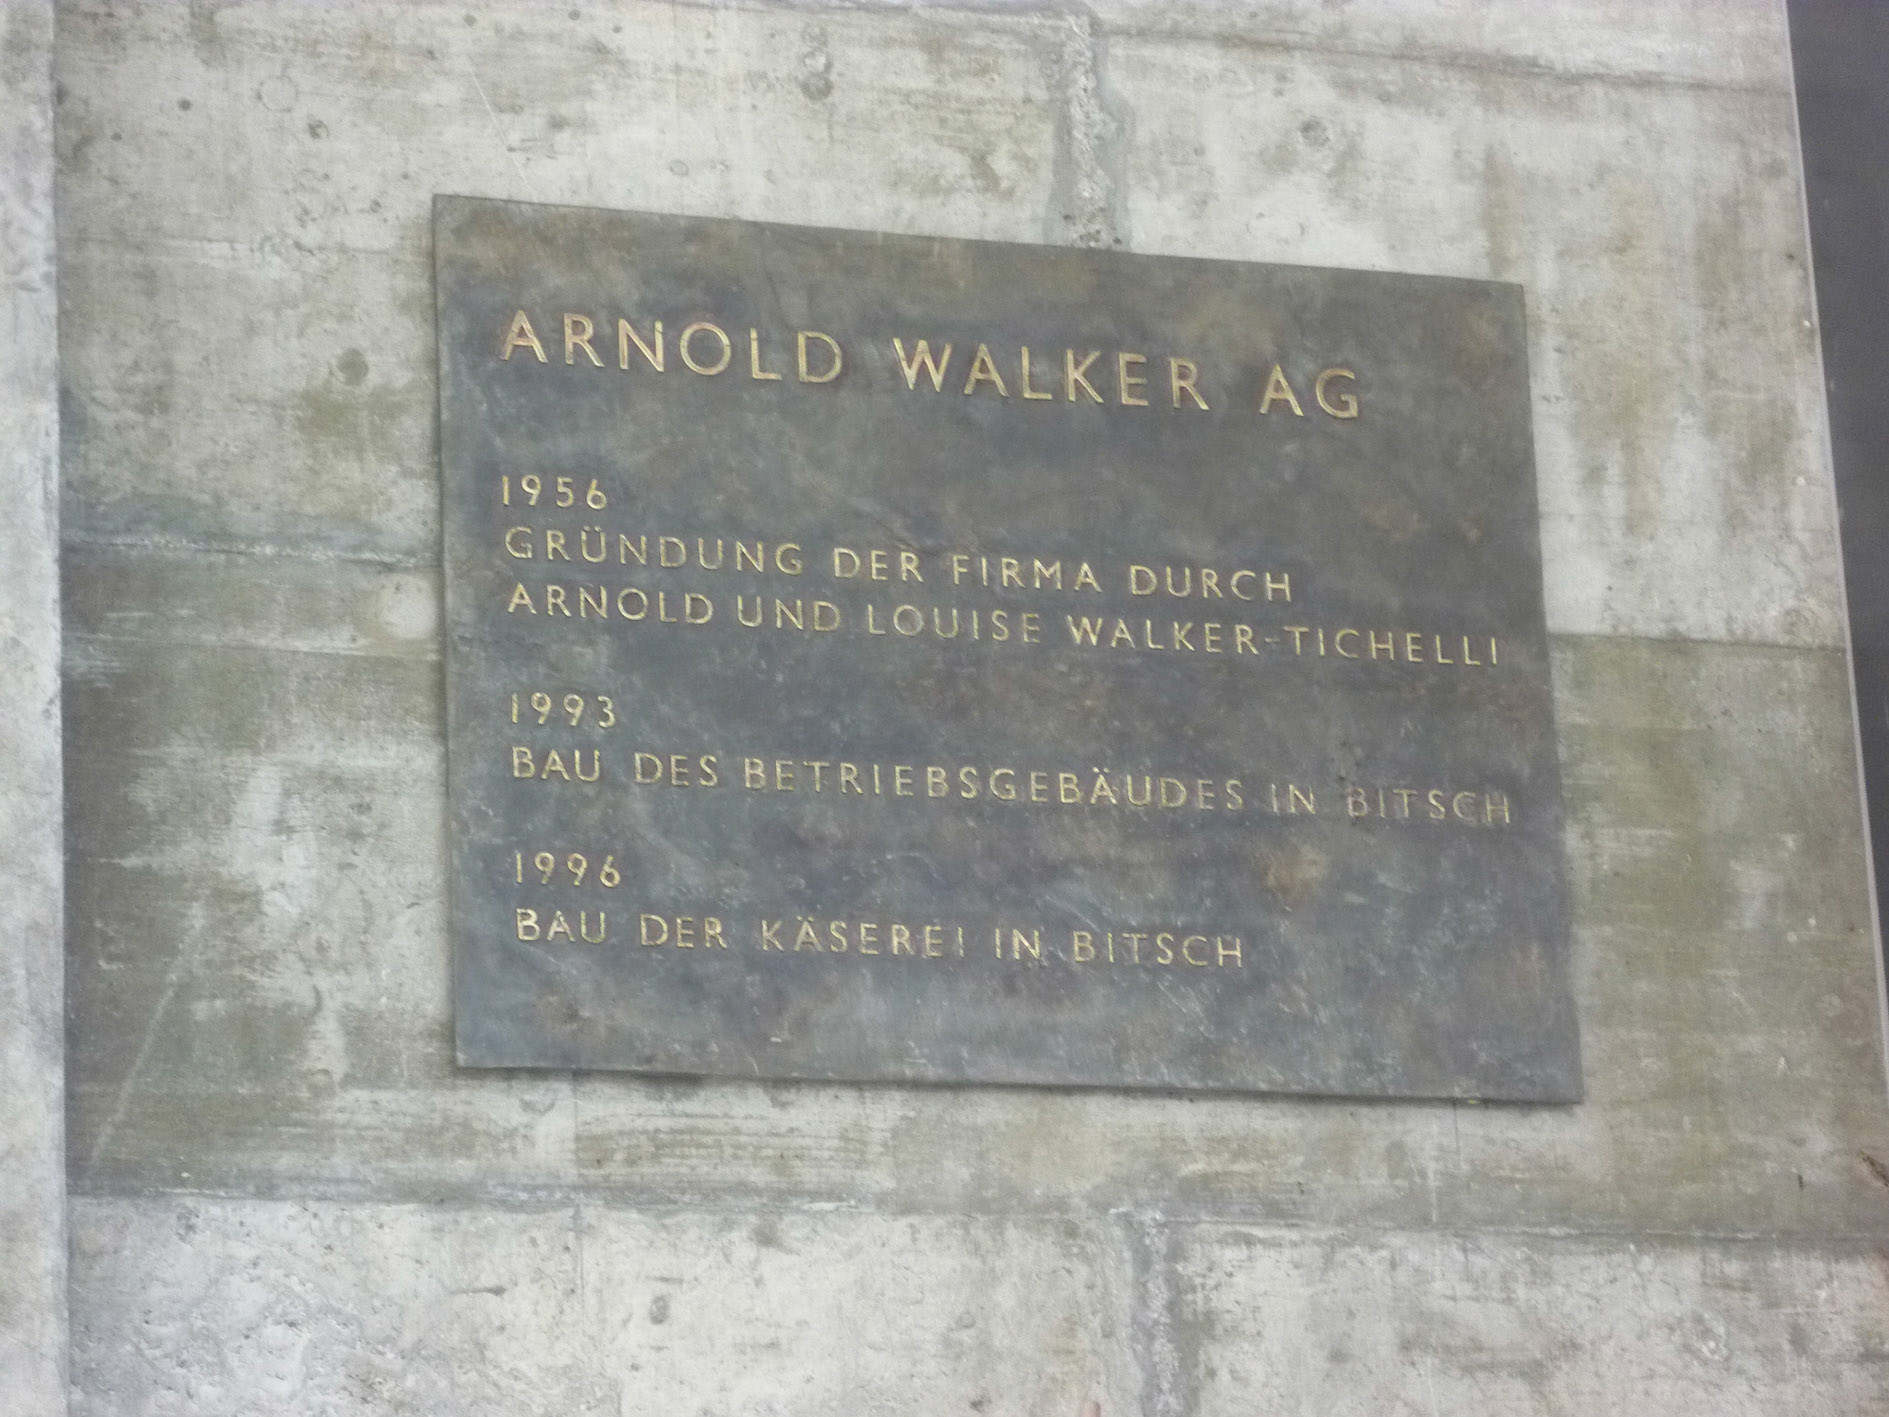 ARNOLD WALKER AG
1956
GRÜNDUNG DER FIRMA DURCH
ARNOLD UND LOUISE WALKER-TICHELLI
1993
BAU DES BETRIEBSGEBÄUDES IN BITSCH
1996
BAU DER KÄSEREI IN BITSCH